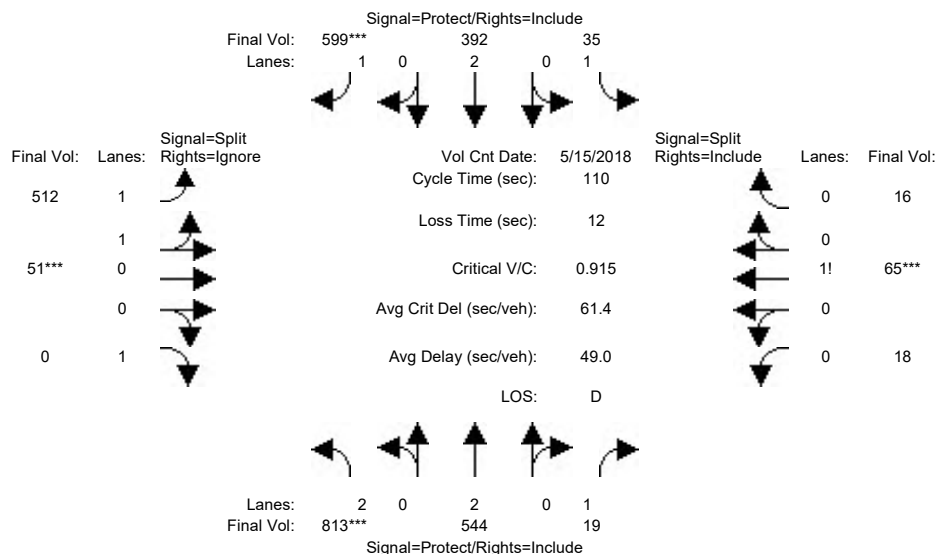 Signal=Protect/Rights=Include
Final Vol: 599*** 392 35
Lanes: 1 0 2 0 1
Signal=Split
Final Vol: Lanes: Rights=Ignore
Vol Cnt Date: 5/15/2018
Signal=Split
Rights=Include Lanes: Final Vol:
Cycle Time (sec): 110
512 1 0 16
Loss Time (sec): 12
1 0
51*** 0 Critical V/C: 0.915 1! 65***
0 Avg Crit Del (sec/veh): 61.4 0
0 1 Avg Delay (sec/veh): 49.0 0 18
LOS: D
Lanes: 2 0 2 0 1
Final Vol: 813*** 544 19
Signal=Protect/Rights=Include